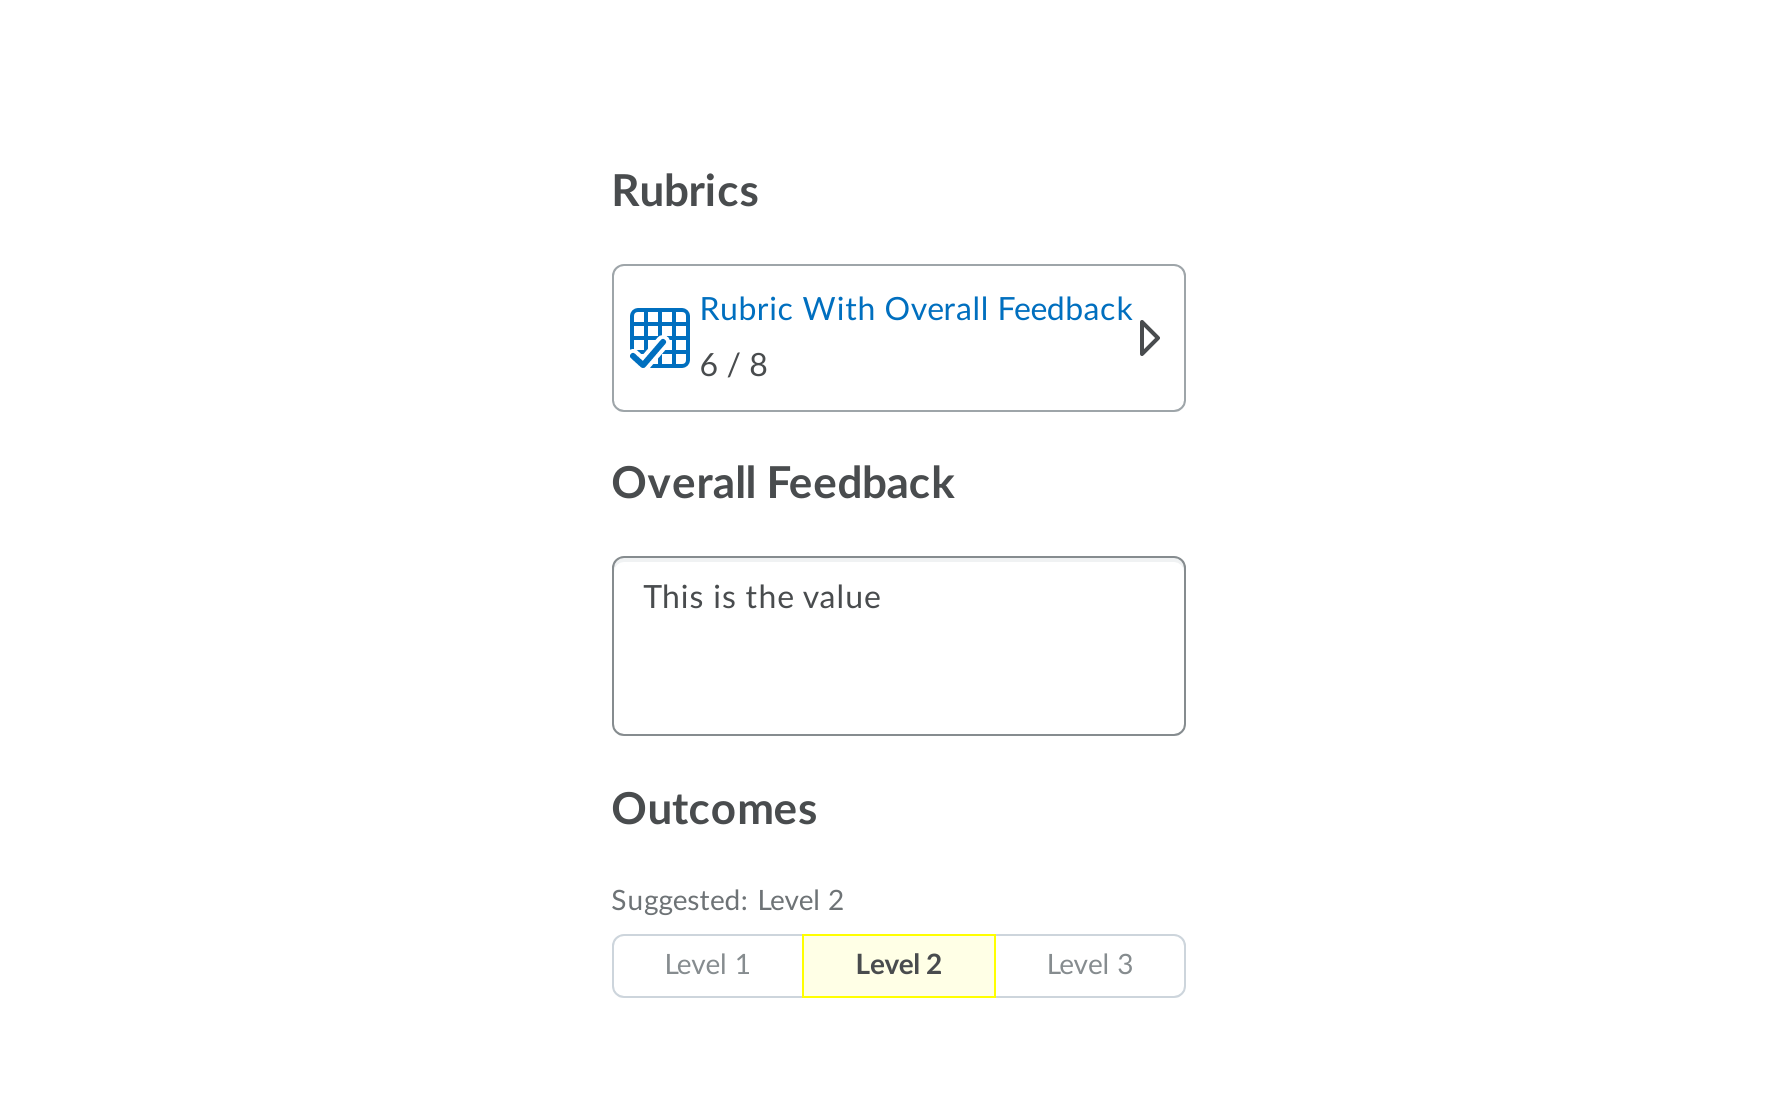 Rubrics
Rubric With Overall Feedback
6 / 8
Overall Feedback
This is the value
Outcomes
Suggested: Level 2
Level 1 Level 2 Level 3